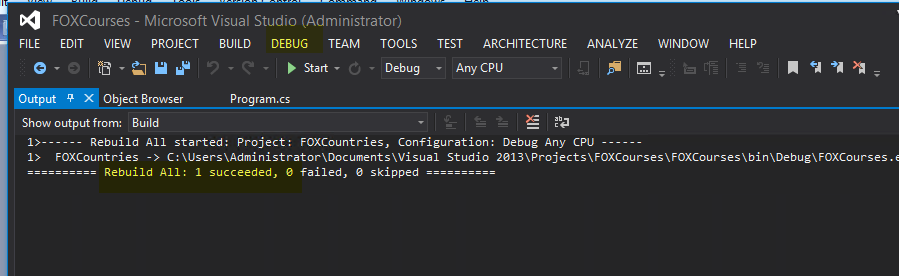 FOXCourses - Microsoft Visual Studio (Administrator)
FILE EDIT VIEW PROJECT BUILD DEBUG TEAM TOOLS TEST ARCHITECTURE ANALYZE WINDOW HELP
Start Debug Any CPU
Output Object Browser Program.cs
Show output from: Build
1>------ Rebuild All started: Project: FOXCountries, Configuration: Debug Any CPU ------
1>  FOXCountries -> C:\Users\Administrator\Documents\Visual Studio 2013\Projects\FOXCourses\FOXCourses\bin\Debug\FOXCourses.e
========== Rebuild All: 1 succeeded, 0 failed, 0 skipped ==========